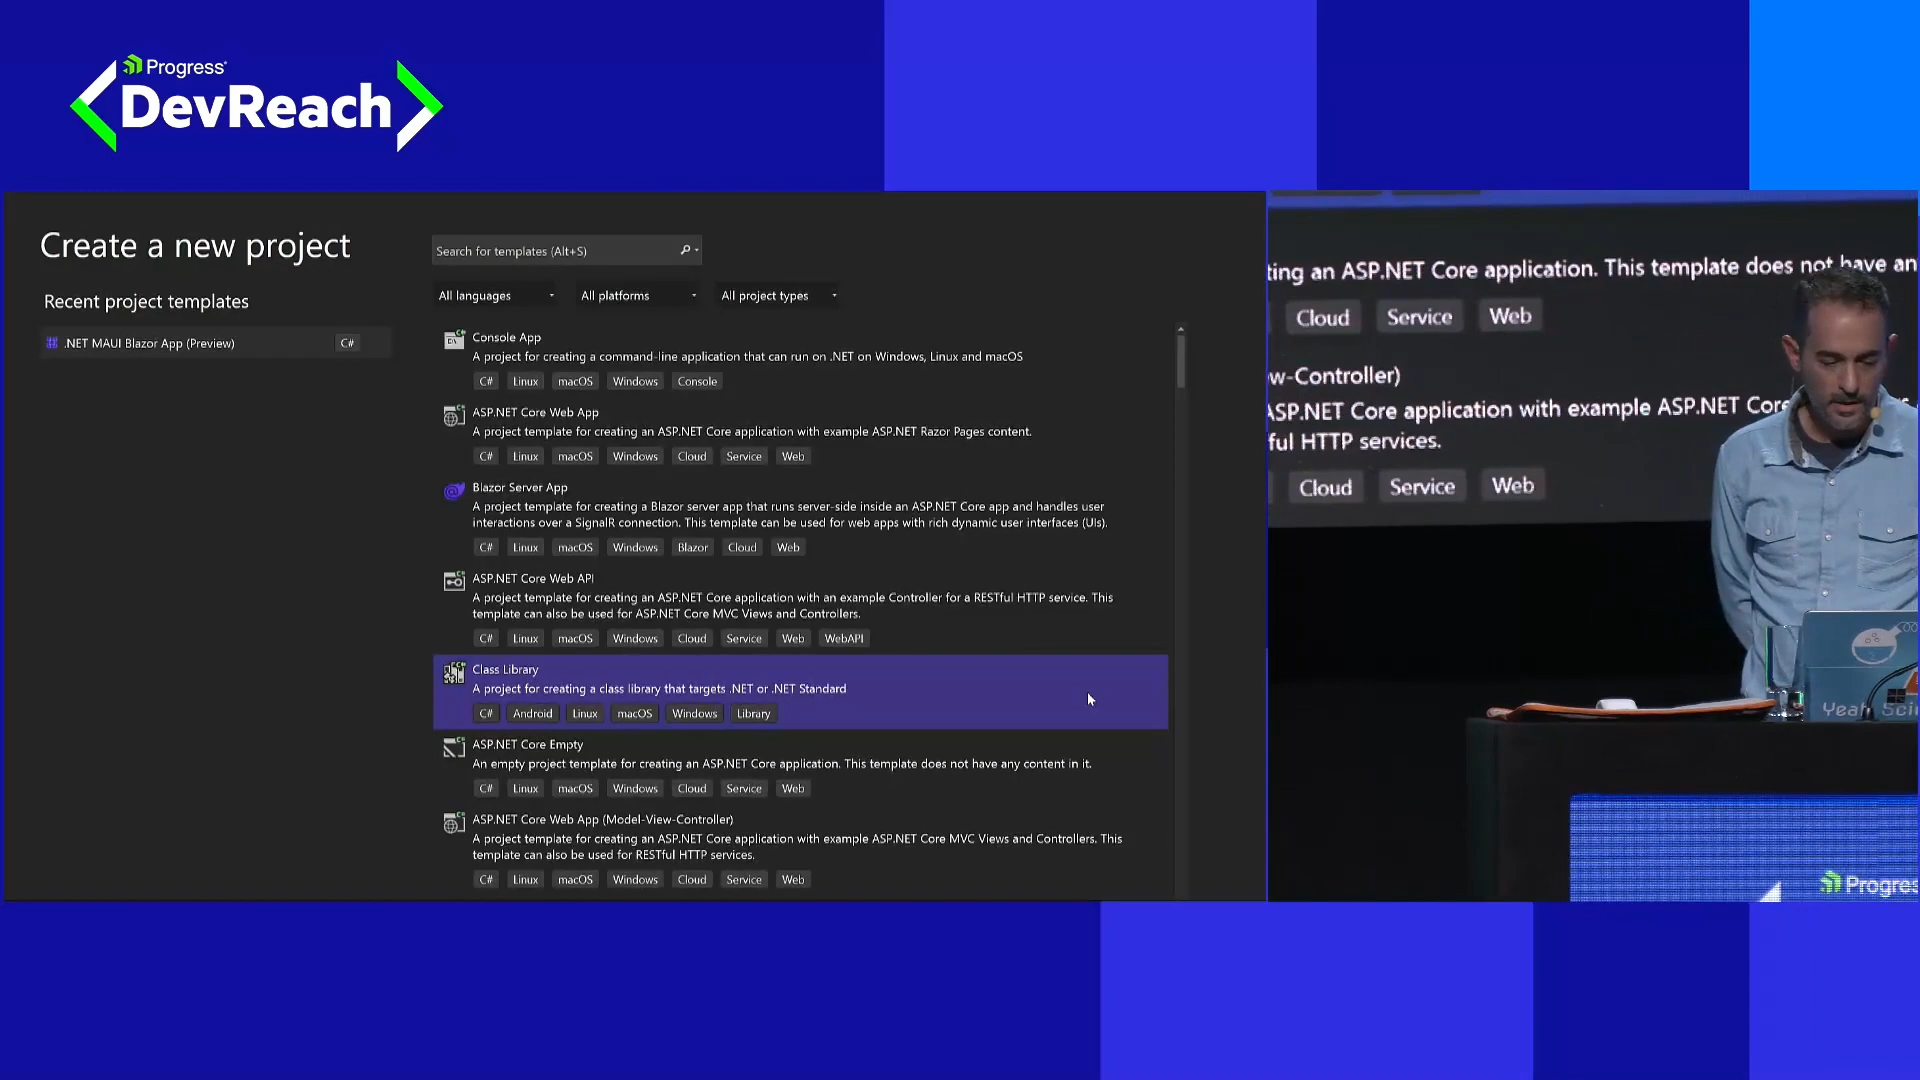 Progress
DevReach
Create a new project
Recent project templates
.NET MAUI Blazor App (Preview) C#
Search for templates (Alt+S)
All languages All platforms All project types
Console App
A project for creating a command-line application that can run on .NET on Windows, Linux and macOS
C# Linux macOS Windows Console
ASP.NET Core Web App
A project template for creating an ASP.NET Core application with example ASP.NET Razor Pages content.
C# Linux macOS Windows Cloud Service Web
Blazor Server App
A project template for creating a Blazor server app that runs server-side inside an ASP.NET Core app and handles user
interactions over a SignalR connection. This template can be used for web apps with rich dynamic user interfaces (UIs).
C# Linux macOS Windows Blazor Cloud Web
ASP.NET Core Web API
A project template for creating an ASP.NET Core application with an example Controller for a RESTful HTTP service. This
template can also be used for ASP.NET Core MVC Views and Controllers.
C# Linux macOS Windows Cloud Service Web WebAPI
Class Library
A project for creating a class library that targets .NET or .NET Standard
C# Android Linux macOS Windows Library
ASP.NET Core Empty
An empty project template for creating an ASP.NET Core application. This template does not have any content in it.
C# Linux macOS Windows Cloud Service Web
ASP.NET Core Web App (Model-View-Controller)
A project template for creating an ASP.NET Core application with example ASP.NET Core MVC Views and Controllers. This
template can also be used for RESTful HTTP services.
C# Linux macOS Windows Cloud Service Web
ting an ASP.NET Core application. This template does not have an
Cloud Service Web
w-Controller)
ASP.NET Core application with example ASP.NET Core
ful HTTP services.
Cloud Service Web
Yeah Sci
Progres